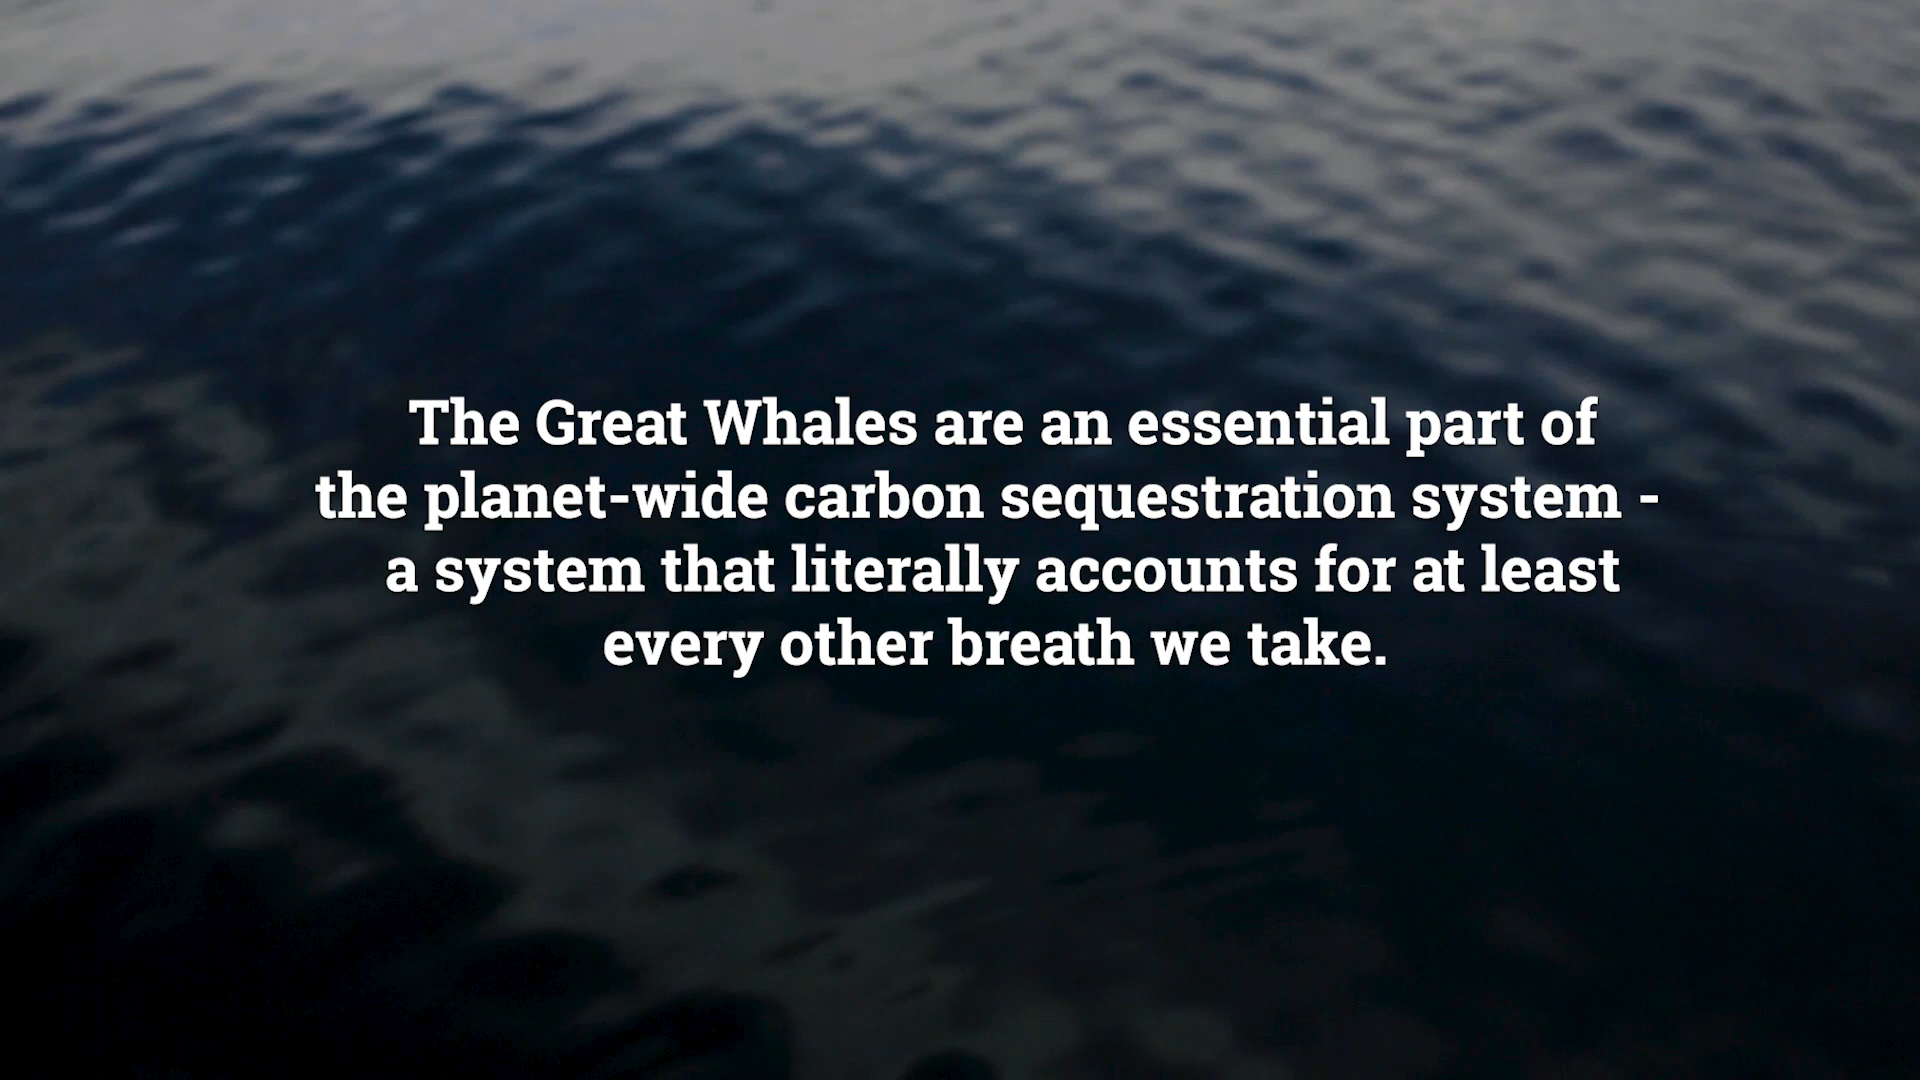 The Great Whales are an essential part of
the planet-wide carbon sequestration system -
a system that literally accounts for at least
every other breath we take.